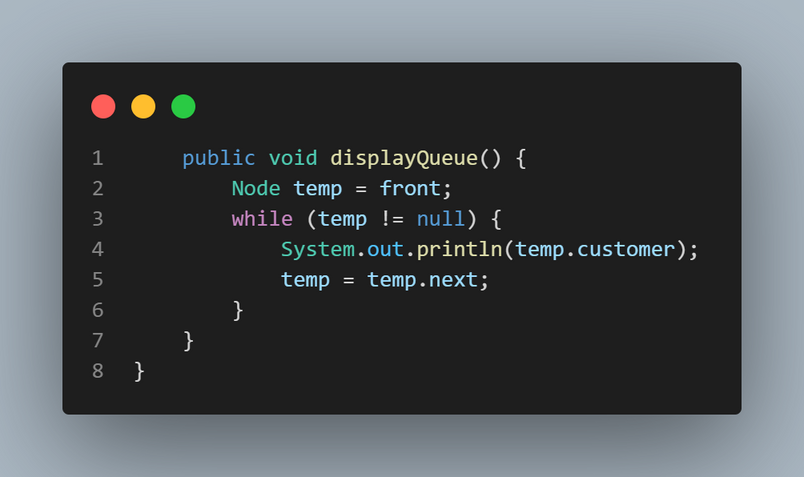 1 public void displayQueue() {
2 Node temp = front;
3 while (temp != null) {
4 System.out.println(temp.customer);
5 temp = temp.next;
6 }
7 }
8 }